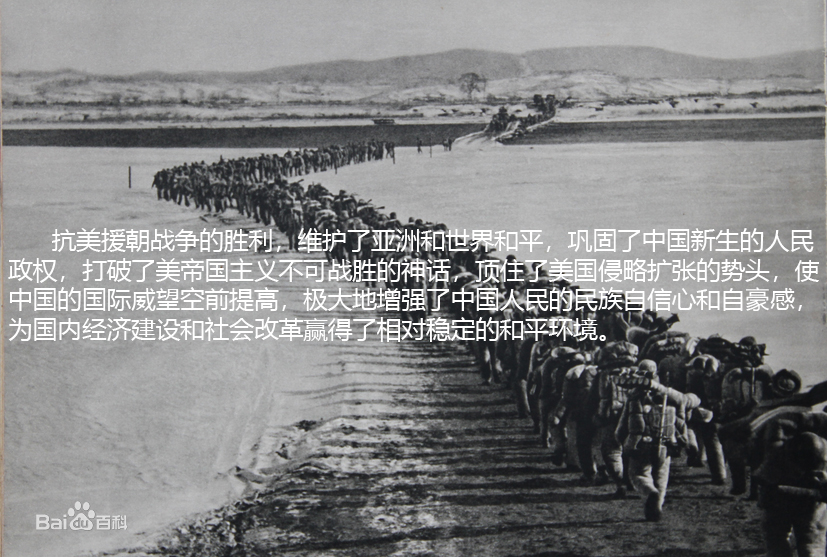 抗美援朝战争的胜利，维护了亚洲和世界和平，巩固了中国新生的人民
政权，打破了美帝国主义不可战胜的神话，顶住了美国侵略扩张的势头，使
中国的国际威望空前提高，极大地增强了中国人民的民族自信心和自豪感，
为国内经济建设和社会改革赢得了相对稳定的和平环境。
Bai百科